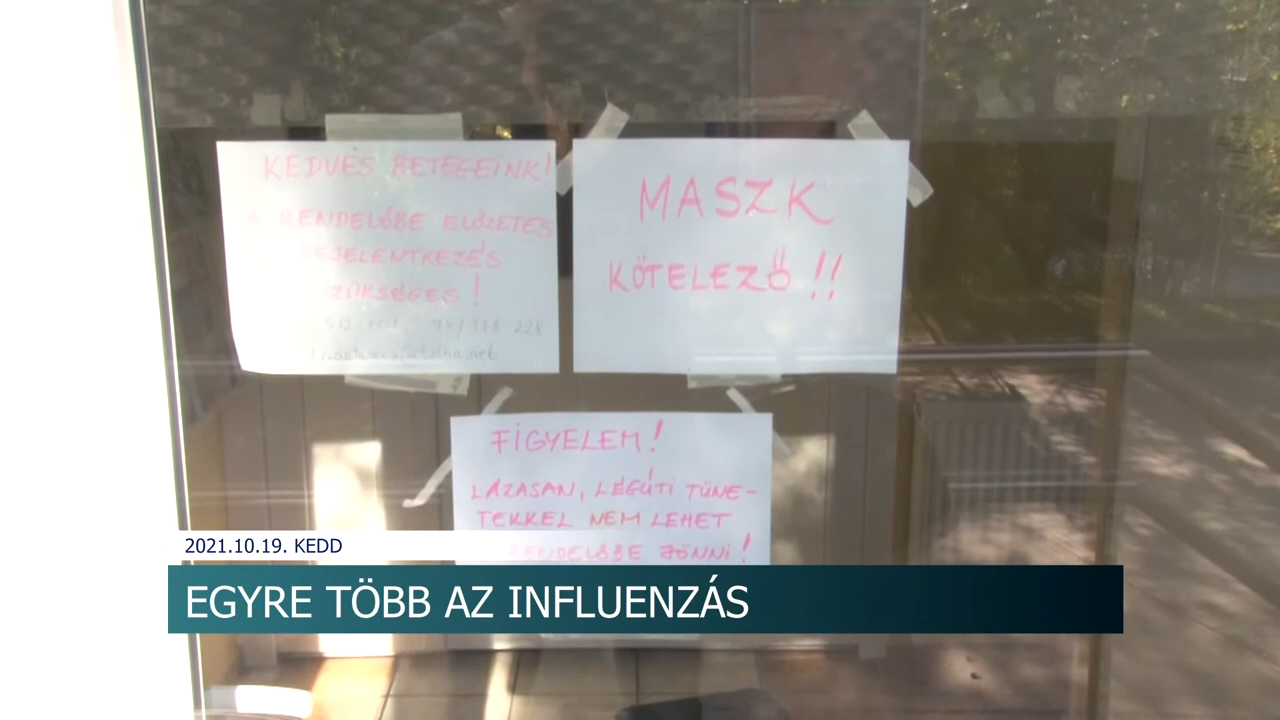 KEDVES BETEGEINK!
A RENDELŐBE ELŐZETES
BEJELENTKEZÉS
SZÜKSÉGES!
228
MASZK
KÖTELEZŐ!!
FIGYELEM!
LÁZASAN, LÉGÚTI TÜNE-
TEKKEL NEM LEHET
RENDELŐBE JÖNNI!
2021.10.19. KEDD
EGYRE TÖBB AZ INFLUENZÁS